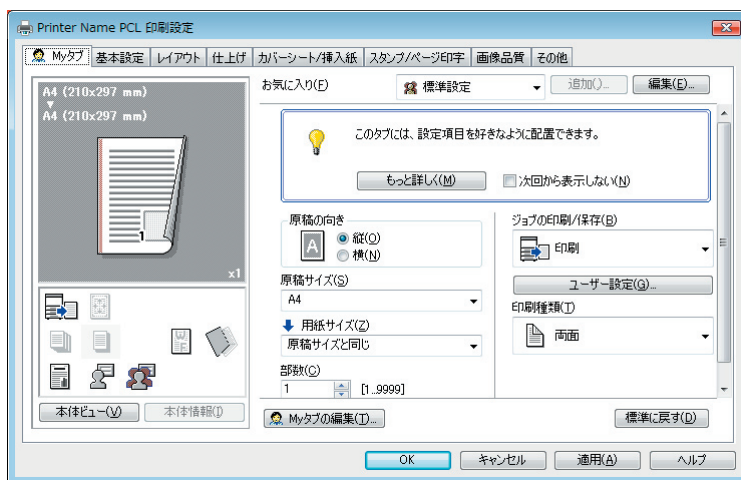 Printer Name PCL 印刷設定
Myタブ 基本設定 レイアウト 仕上げ カバーシート/挿入紙 スタンプ/ページ印字 画像品質 その他
A4 (210x297 mm)
A4 (210x297 mm)
1
x1
本体ビュー(V) 本体情報(I)
お気に入り(F) 標準設定 追加()... 編集(E)...
このタブには、設定項目を好きなように配置できます。
もっと詳しく(M) 次回から表示しない(N)
原稿の向き
A 縦(O)
横(N)
原稿サイズ(S)
A4
用紙サイズ(Z)
原稿サイズと同じ
部数(C)
1 [1..9999]
ジョブの印刷/保存(B)
印刷
ユーザー設定(G)...
印刷種類(T)
両面
Myタブの編集(T)... 標準に戻す(D)
OK キャンセル 適用(A) ヘルプ